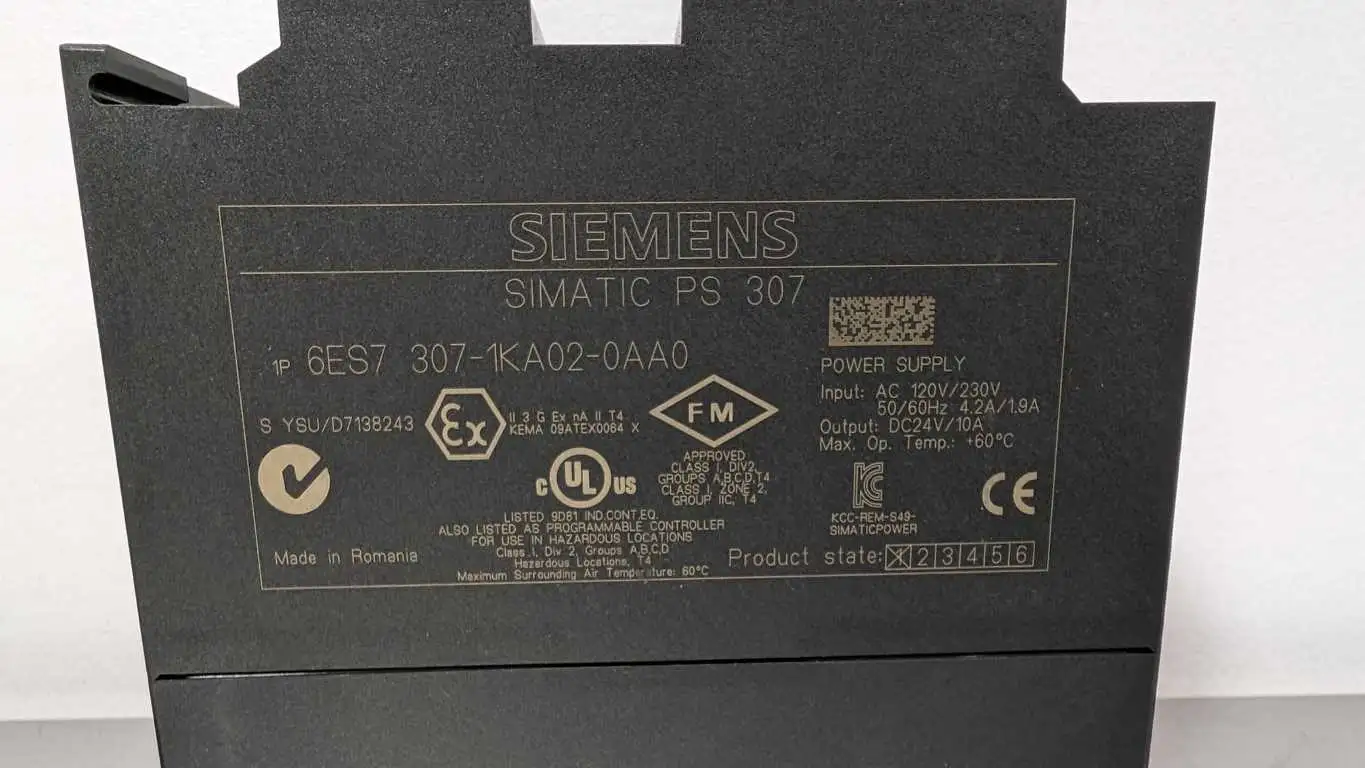 SIEMENS
SIMATIC PS 307
1P 6ES7 307-1KA02-0AA0
S YSU/D7138243
Ex
II 3 G Ex nA II T4
KEMA 09ATEX0084 X
FM
APPROVED
CLASS I, DIV2,
GROUPS A,B,C,D,T4
CLASS I, ZONE 2,
GROUP IIC, T4
POWER SUPPLY
Input: AC 120V/230V
50/60Hz 4.2A/1.9A
Output: DC24V/10A
Max. Op. Temp.: +60°C
C UL US
LISTED 9D81 IND.CONT.EQ.
ALSO LISTED AS PROGRAMMABLE CONTROLLER
FOR USE IN HAZARDOUS LOCATIONS
Class I, Div 2, Groups A,B,C,D
Hazardous Locations, T4
Maximum Surrounding Air Temperature: 60°C
KC
KCC-REM-S49-
SIMATICPOWER
CE
Made in Romania
Product state: X 2 3 4 5 6